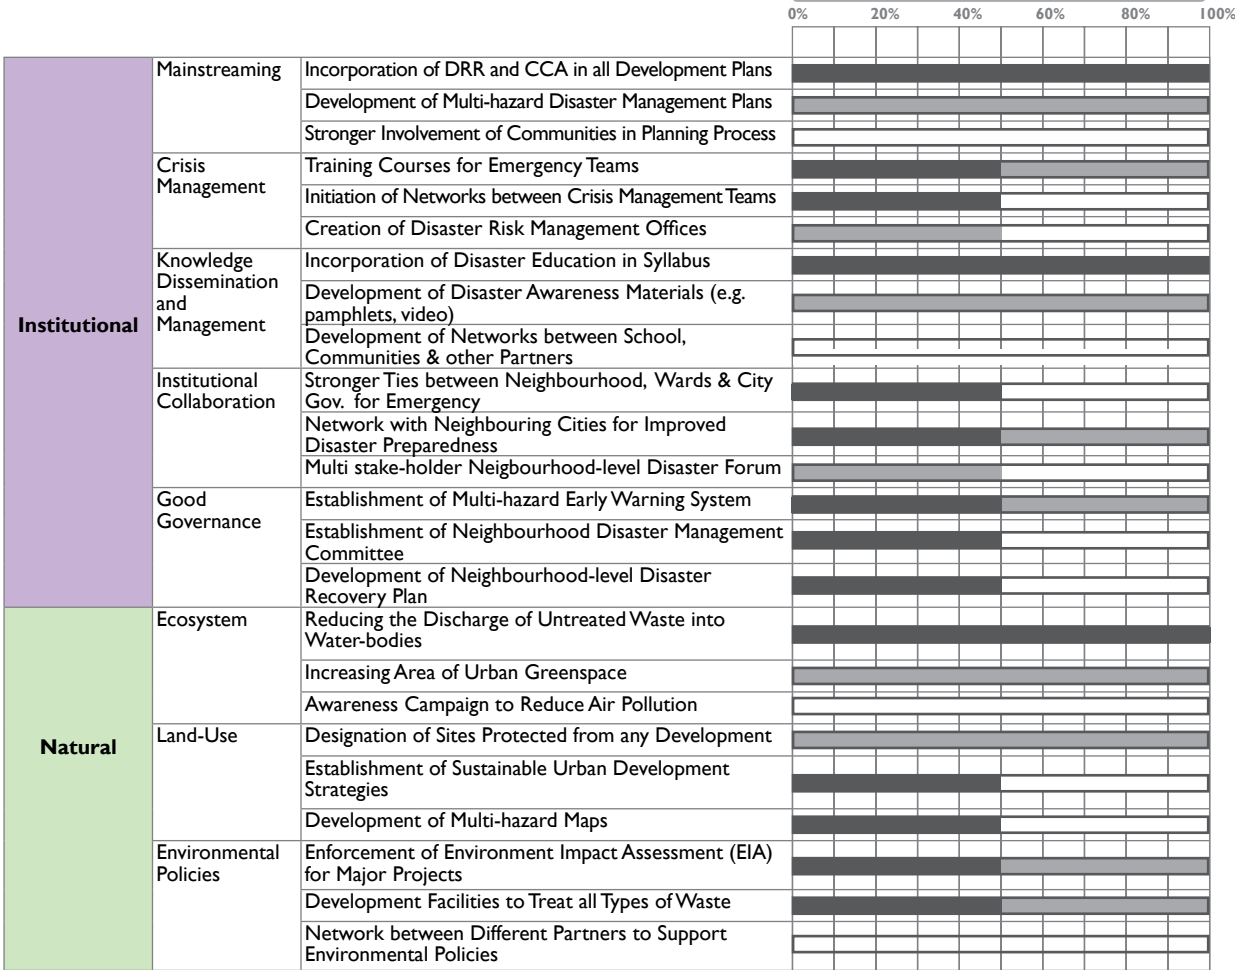 0% 20% 40% 60% 80% 100%
Institutional
Mainstreaming
Incorporation of DRR and CCA in all Development Plans
Development of Multi-hazard Disaster Management Plans
Stronger Involvement of Communities in Planning Process
Crisis
Management
Training Courses for Emergency Teams
Initiation of Networks between Crisis Management Teams
Creation of Disaster Risk Management Offices
Knowledge
Dissemination
and
Management
Incorporation of Disaster Education in Syllabus
Development of Disaster Awareness Materials (e.g.
pamphlets, video)
Development of Networks between School,
Communities & other Partners
Institutional
Collaboration
Stronger Ties between Neighbourhood, Wards & City
Gov. for Emergency
Network with Neighbouring Cities for Improved
Disaster Preparedness
Multi stake-holder Neigbourhood-level Disaster Forum
Good
Governance
Establishment of Multi-hazard Early Warning System
Establishment of Neighbourhood Disaster Management
Committee
Development of Neighbourhood-level Disaster
Recovery Plan
Natural
Ecosystem
Reducing the Discharge of Untreated Waste into
Water-bodies
Increasing Area of Urban Greenspace
Awareness Campaign to Reduce Air Pollution
Land-Use
Designation of Sites Protected from any Development
Establishment of Sustainable Urban Development
Strategies
Development of Multi-hazard Maps
Environmental
Policies
Enforcement of Environment Impact Assessment (EIA)
for Major Projects
Development Facilities to Treat all Types of Waste
Network between Different Partners to Support
Environmental Policies